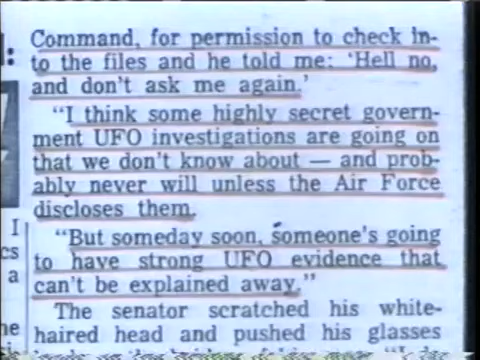 Command, for permission to check in-
to the files and he told me: ‘Hell no,
and don't ask me again.’
“I think some highly secret govern-
ment UFO investigations are going on
that we don't know about — and prob-
ably never will unless the Air Force
discloses them.
“But someday soon, someone's going
to have strong UFO evidence that
can't be explained away.”
The senator scratched his white-
haired head and pushed his glasses
I
cs
a